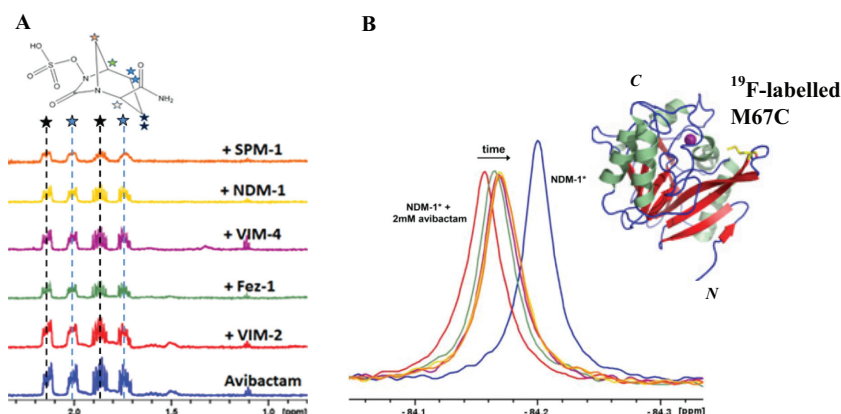 A
B
HO
O
S
O
O
N
N
O
O
NH₂
+ SPM-1
+ NDM-1
+ VIM-4
+ Fez-1
+ VIM-2
Avibactam
2.0
1.5
1.0
[ppm]
time
NDM-1* +
2mM avibactam
NDM-1*
C
N
¹⁹F-labelled
M67C
-84.1
-84.2
-84.3
[ppm]